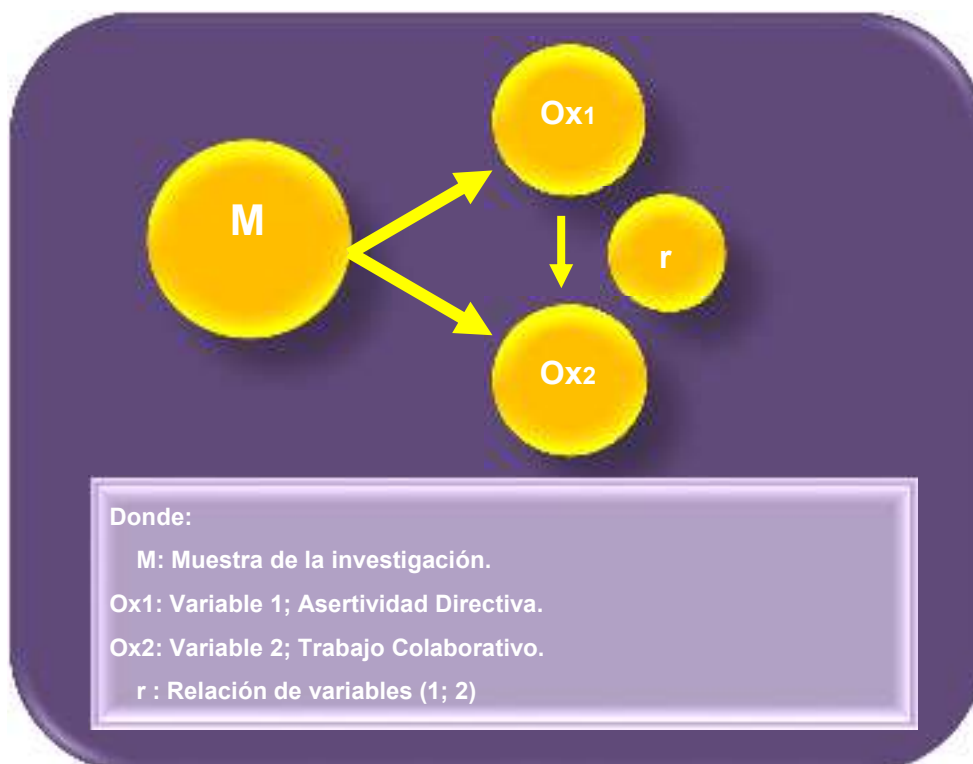 Ox1
M
r
Ox2
Donde:
M: Muestra de la investigación.
Ox1: Variable 1; Asertividad Directiva.
Ox2: Variable 2; Trabajo Colaborativo.
r : Relación de variables (1; 2)